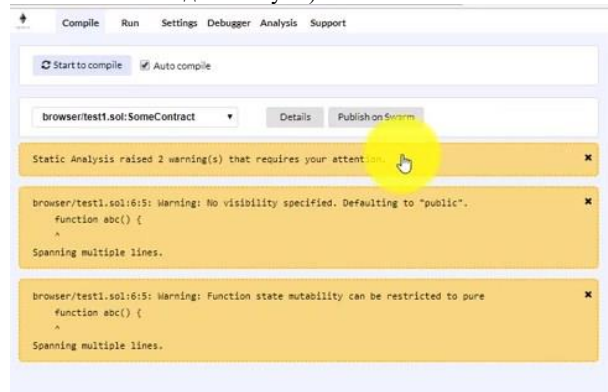 Compile Run Settings Debugger Analysis Support
Start to compile Auto compile
browser/test1.sol:SomeContract Details Publish on Swarm
Static Analysis raised 2 warning(s) that requires your attention.
browser/test1.sol:6:5: Warning: No visibility specified. Defaulting to "public".
function abc() {
^
Spanning multiple lines.
browser/test1.sol:6:5: Warning: Function state mutability can be restricted to pure
function abc() {
^
Spanning multiple lines.